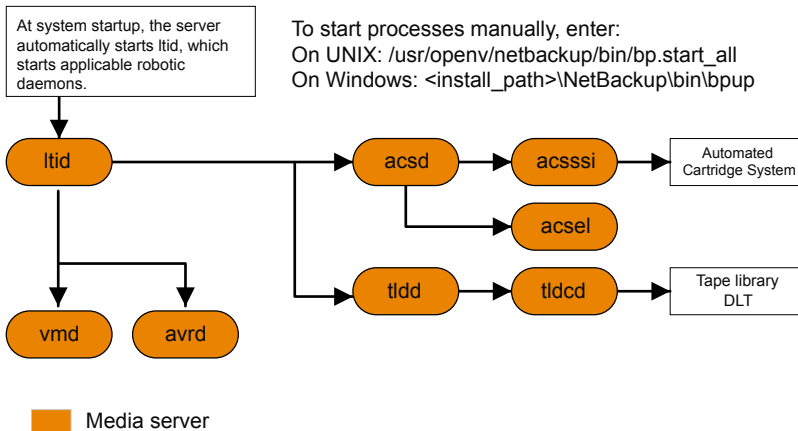 At system startup, the server
automatically starts ltid, which
starts applicable robotic
daemons.
To start processes manually, enter:
On UNIX: /usr/openv/netbackup/bin/bp.start_all
On Windows: <install_path>\NetBackup\bin\bpup
ltid
acsd
acsssi
Automated
Cartridge System
acsel
tldd
tldcd
Tape library
DLT
vmd
avrd
Media server